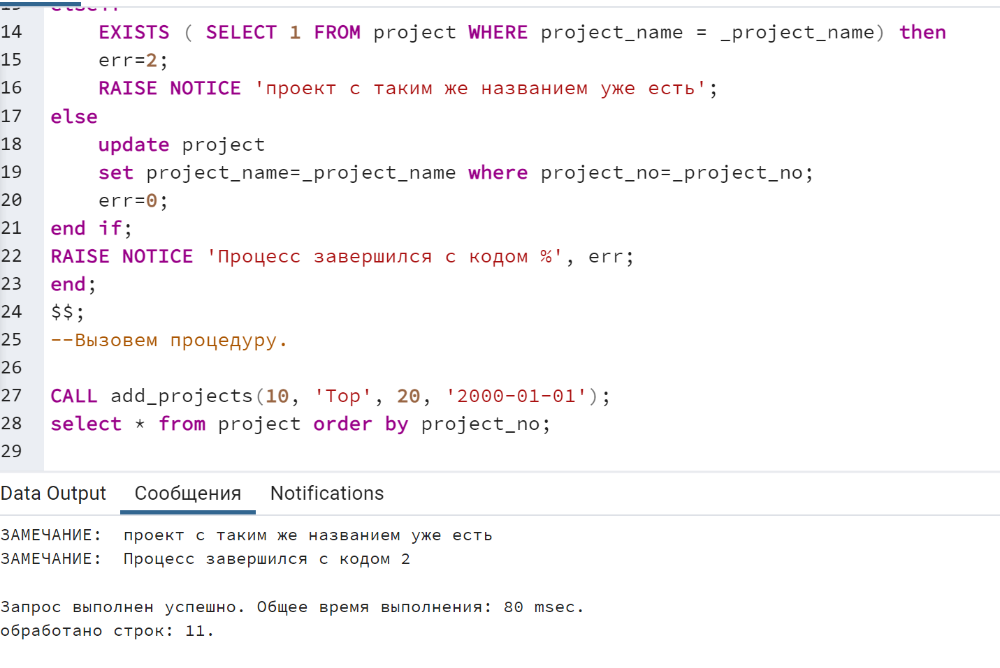 14 EXISTS ( SELECT 1 FROM project WHERE project_name = _project_name) then
15 err=2;
16 RAISE NOTICE 'проект с таким же названием уже есть';
17 else
18 update project
19 set project_name=_project_name where project_no=_project_no;
20 err=0;
21 end if;
22 RAISE NOTICE 'Процесс завершился с кодом %', err;
23 end;
24 $$;
25 --Вызовем процедуру.
26
27 CALL add_projects(10, 'Top', 20, '2000-01-01');
28 select * from project order by project_no;
29
Data Output Сообщения Notifications
ЗАМЕЧАНИЕ: проект с таким же названием уже есть
ЗАМЕЧАНИЕ: Процесс завершился с кодом 2
Запрос выполнен успешно. Общее время выполнения: 80 msec.
обработано строк: 11.